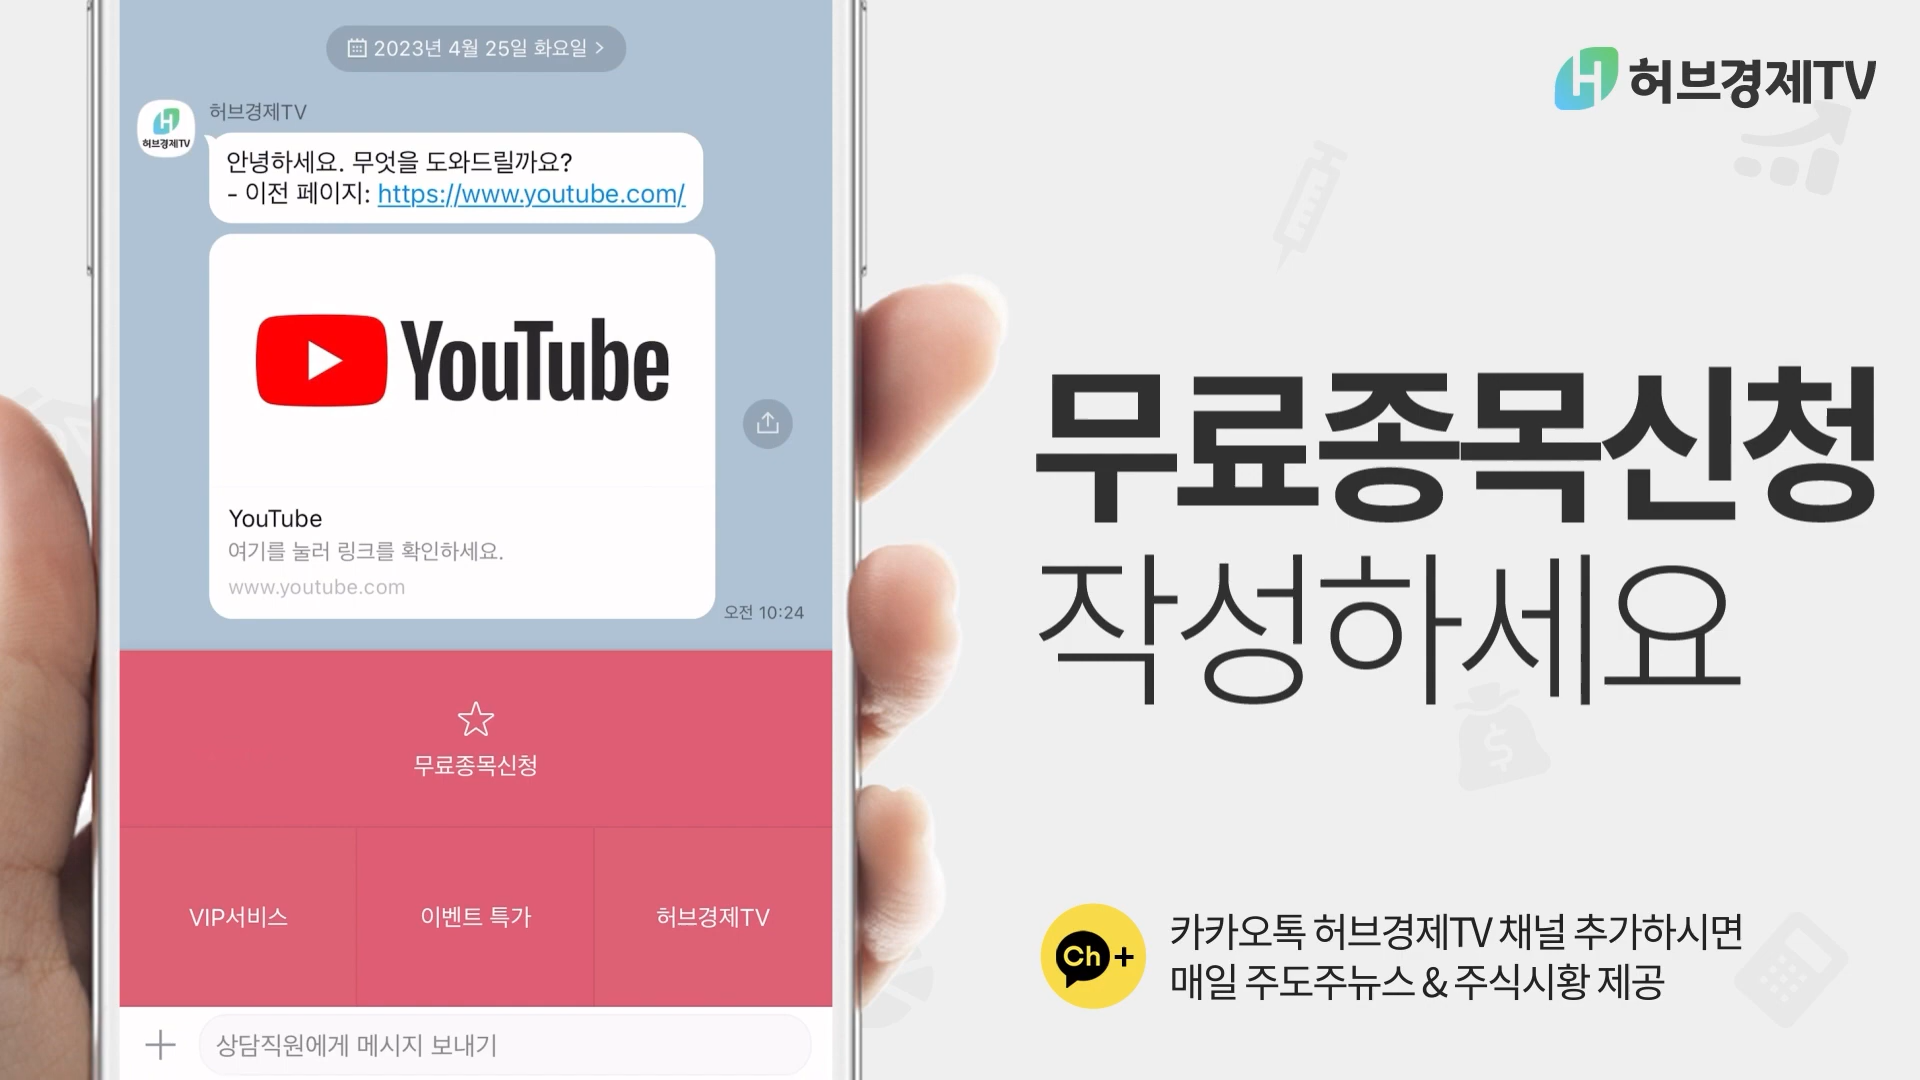 2023년 4월 25일 화요일 >
허브경제TV
허브경제TV
안녕하세요. 무엇을 도와드릴까요?
- 이전 페이지: https://www.youtube.com/
YouTube
YouTube
여기를 눌러 링크를 확인하세요.
www.youtube.com
오전 10:24
무료종목신청
VIP서비스
이벤트 특가
허브경제TV
상담직원에게 메시지 보내기
허브경제TV
무료종목신청
작성하세요
Ch+
카카오톡 허브경제TV 채널 추가하시면
매일 주도주뉴스 & 주식시황 제공